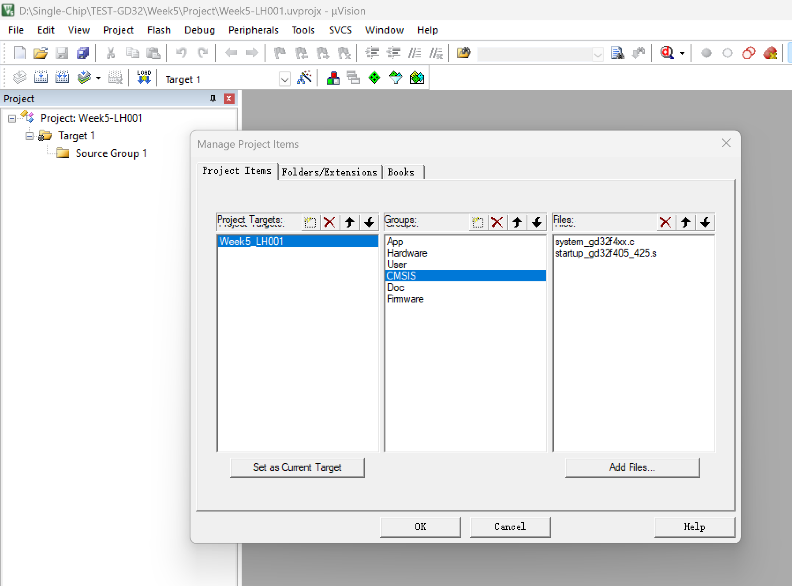 D:\Single-Chip\TEST-GD32\Week5\Project\Week5-LH001.uvprojx - µVision
File Edit View Project Flash Debug Peripherals Tools SVCS Window Help
LOAD Target 1
Project
Project: Week5-LH001
Target 1
Source Group 1
Manage Project Items
Project Items Folders/Extensions Books
Project Targets: Groups: Files:
Week5_LH001
App
Hardware
User
CMSIS
Doc
Firmware
system_gd32f4xx.c
startup_gd32f405_425.s
Set as Current Target Add Files...
OK Cancel Help